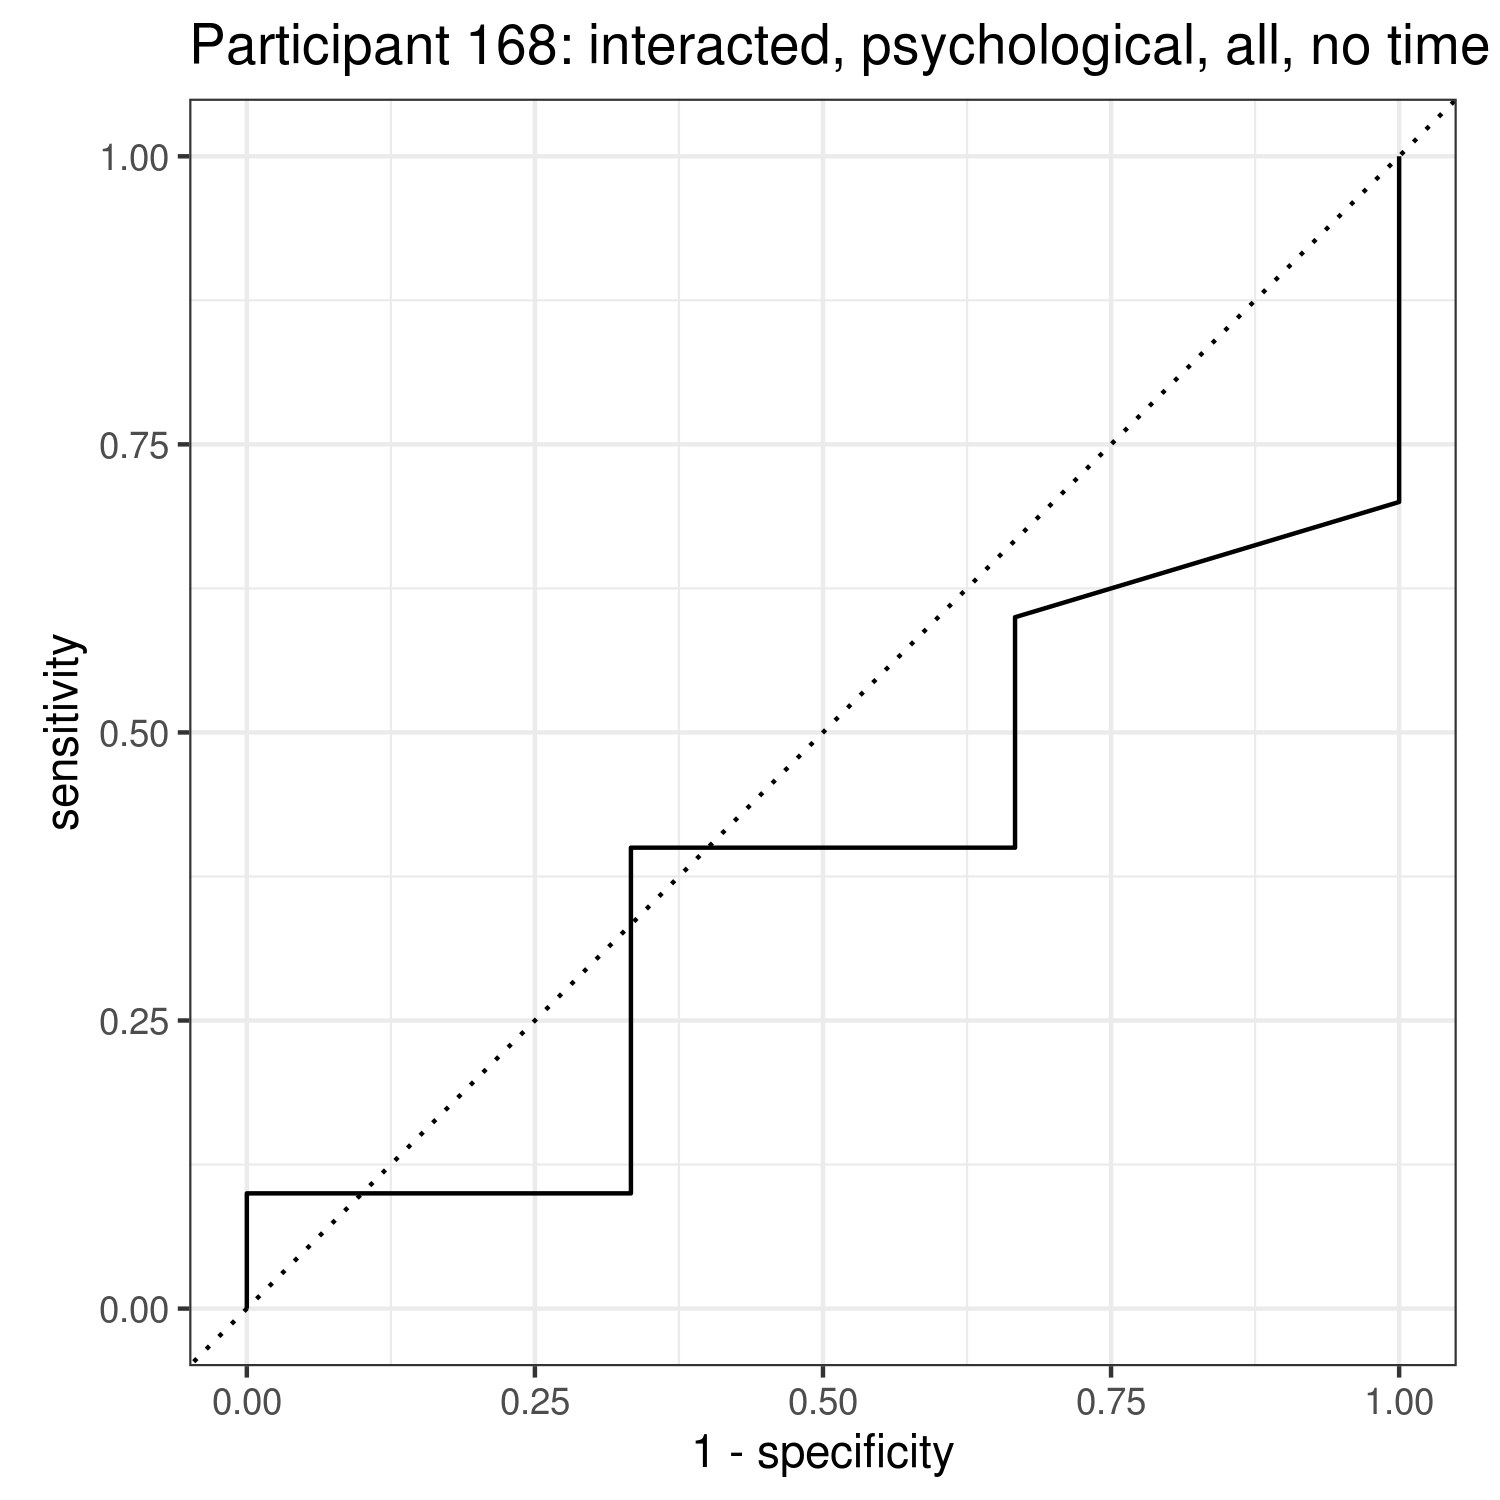 Participant 168: interacted, psychological, all, no time
1.00
0.75
0.50
0.25
0.00
sensitivity
0.00 0.25 0.50 0.75 1.00
1 - specificity